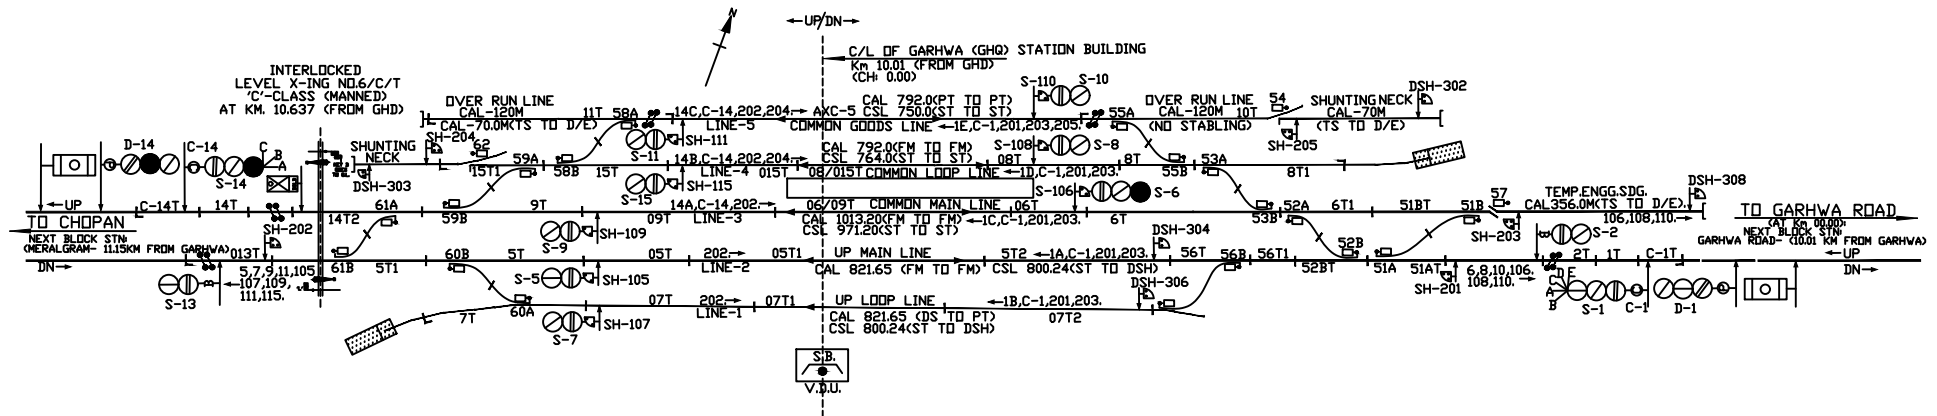 N
UP/DN
C/L OF GARHWA (GHQ) STATION BUILDING
Km 10.01 (FROM GHD)
(CH: 0.00)
INTERLOCKED
LEVEL X-ING NO.6/C/T
'C'-CLASS (MANNED)
AT KM. 10.637 (FROM GHD)
OVER RUN LINE
CAL-120M
11T
58A
14C,C-14,202,204.
AXC-5
CAL 792.0(PT TO PT)
CSL 750.0(ST TO ST)
S-110
S-10
55A
OVER RUN LINE
CAL-120M
10T
54
SHUNTING NECK
CAL-70M
DSH-302
SH-204
CAL-70.0M(TS TO D/E)
LINE-5
COMMON GOODS LINE
1E,C-1,201,203,205.
(NO STABLING)
(TS TO D/E)
D-14
C-14
C
B
A
S-14
SHUNTING
NECK
62
S-11
SH-111
CAL 792.0(FM TO FM)
CSL 764.0(ST TO ST)
S-108
S-8
SH-205
DSH-303
15T1
59A
58B
15T
14B,C-14,202,204.
LINE-4
015T
08/015T
COMMON LOOP LINE
08T
1D,C-1,201,203.
8T
55B
53A
8T1
S-15
SH-115
S-106
S-6
57
TEMP.ENGG.SDG.
CAL356.0M(TS TO D/E).
DSH-308
UP
C-14T
14T
14T2
61A
59B
9T
14A,C-14,202.
06/09T
COMMON MAIN LINE
06T
52A
6T1
51BT
51B
106,108,110.
TO CHOPAN
NEXT BLOCK STN:
(MERALGRAM- 11.15KM FROM GARHWA)
09T
LINE-3
CAL 1013.20(FM TO FM)
CSL 971.20(ST TO ST)
1C,C-1,201,203.
6T
53B
SH-203
TO GARHWA ROAD
(AT Km 00.00):
NEXT BLOCK STN:
GARHWA ROAD- (10.01 KM FROM GARHWA)
SH-202
S-9
SH-109
DSH-304
52B
S-2
DN
013T
61B
5T1
60B
5T
05T
202.
05T1
UP MAIN LINE
5T2
1A,C-1,201,203.
56T
56B
56T1
52BT
51A
51AT
2T
1T
C-1T
UP
DN
5,7,9,11,105
107,109,
111,115.
S-13
S-5
SH-105
LINE-2
CAL 821.65 (FM TO FM)
CSL 800.24(ST TO DSH)
SH-201
6,8,10,106.
108,110.
C
D
E
A
B
S-1
C-1
D-1
DSH-306
7T
60A
07T
202.
LINE-1
07T1
UP LOOP LINE
1B,C-1,201,203.
07T2
S-7
SH-107
CAL 821.65 (DS TO PT)
CSL 800.24(ST TO DSH)
S.B.
V.D.U.